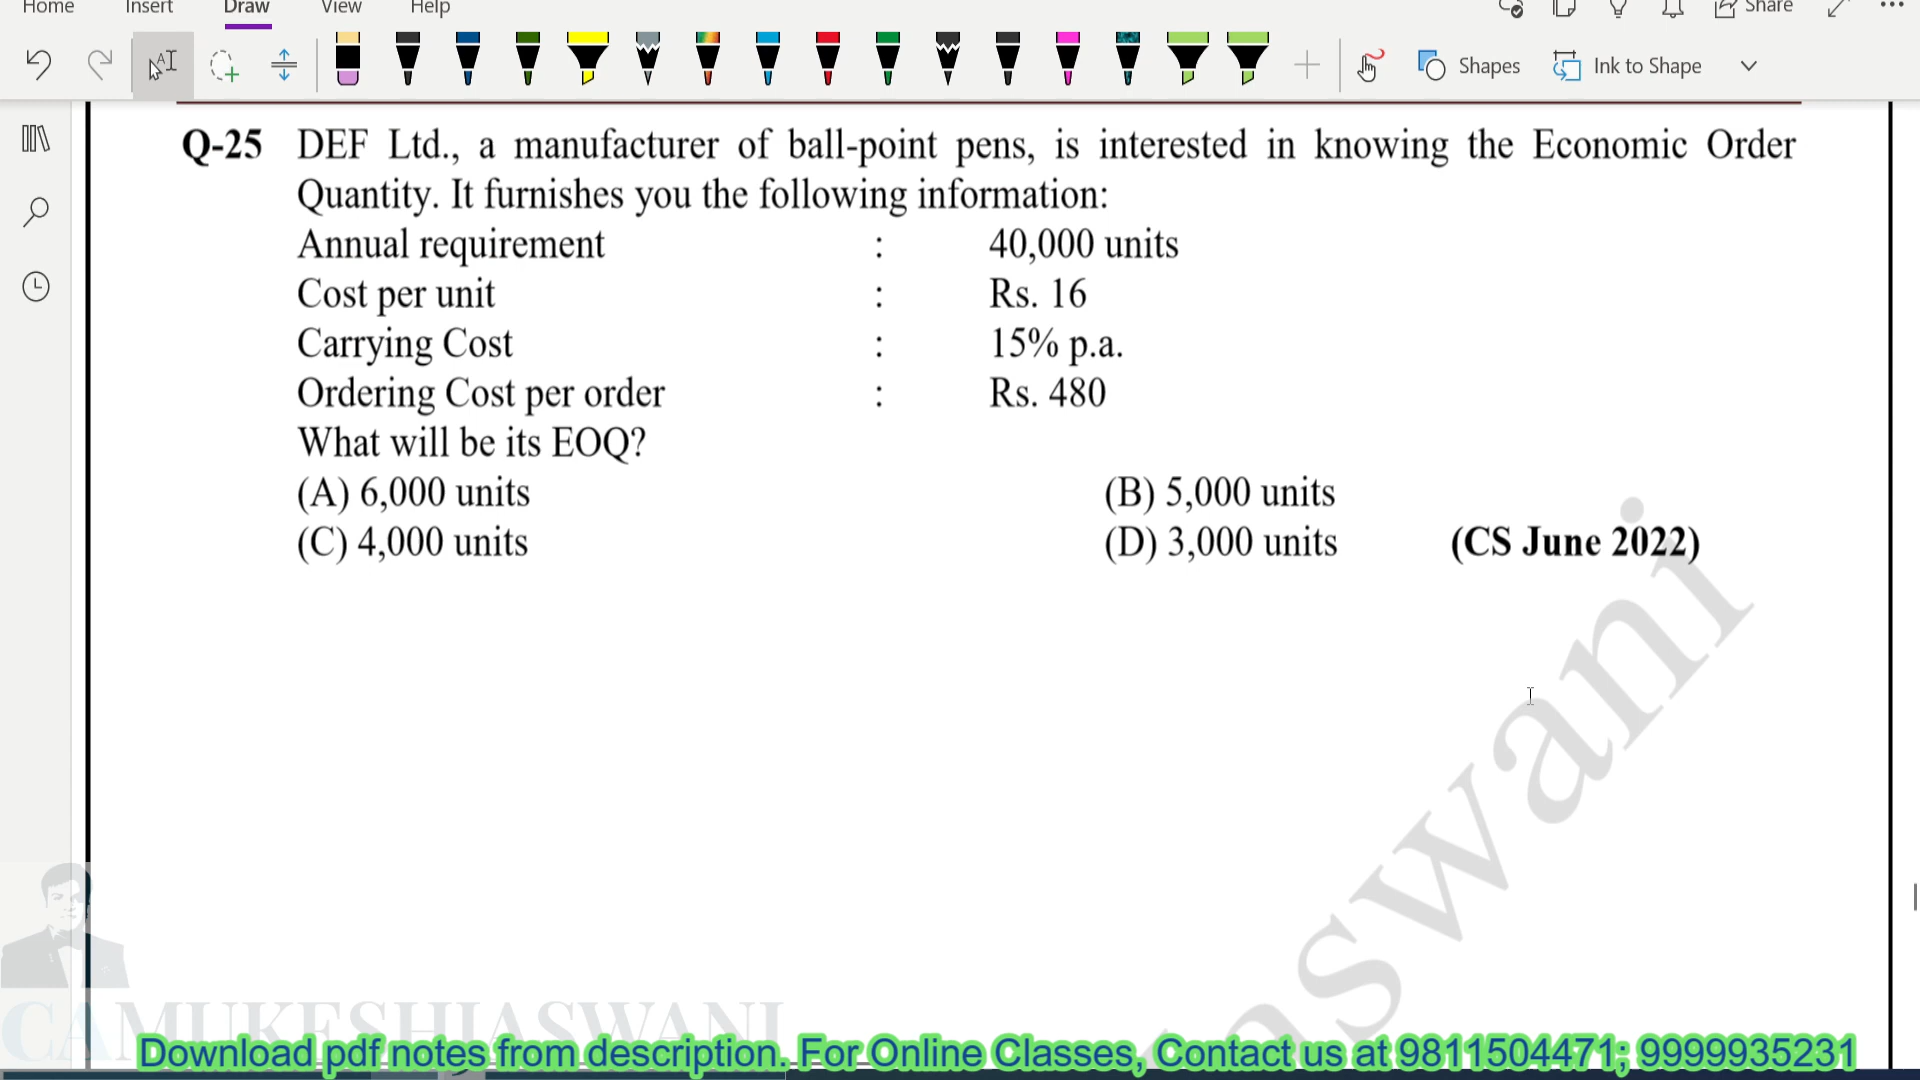 Home Insert Draw View Help Share
Shapes Ink to Shape
Q-25 DEF Ltd., a manufacturer of ball-point pens, is interested in knowing the Economic Order
Quantity. It furnishes you the following information:
Annual requirement : 40,000 units
Cost per unit : Rs. 16
Carrying Cost : 15% p.a.
Ordering Cost per order : Rs. 480
What will be its EOQ?
(A) 6,000 units (B) 5,000 units
(C) 4,000 units (D) 3,000 units (CS June 2022)
aswani
CAMUKESHJASWANI
Download pdf notes from description. For Online Classes, Contact us at 9811504471; 9999935231